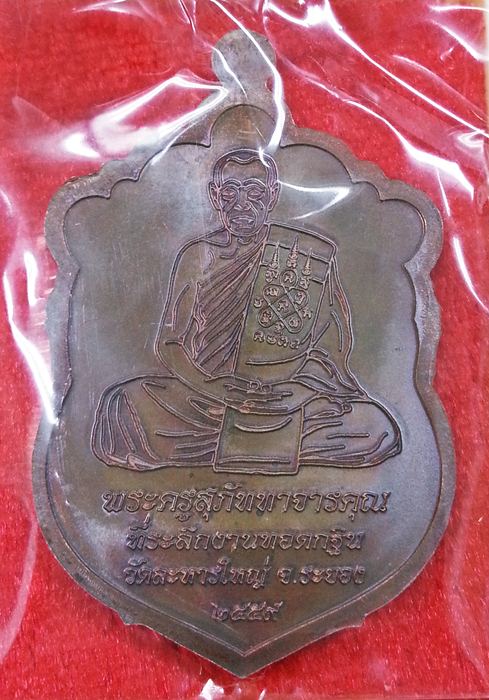 พระครูสุภัททาจารคุณ
ที่ระลึกงานทอดกฐิน
วัดละหารใหญ่ จ.ระยอง
๒๕๕๙